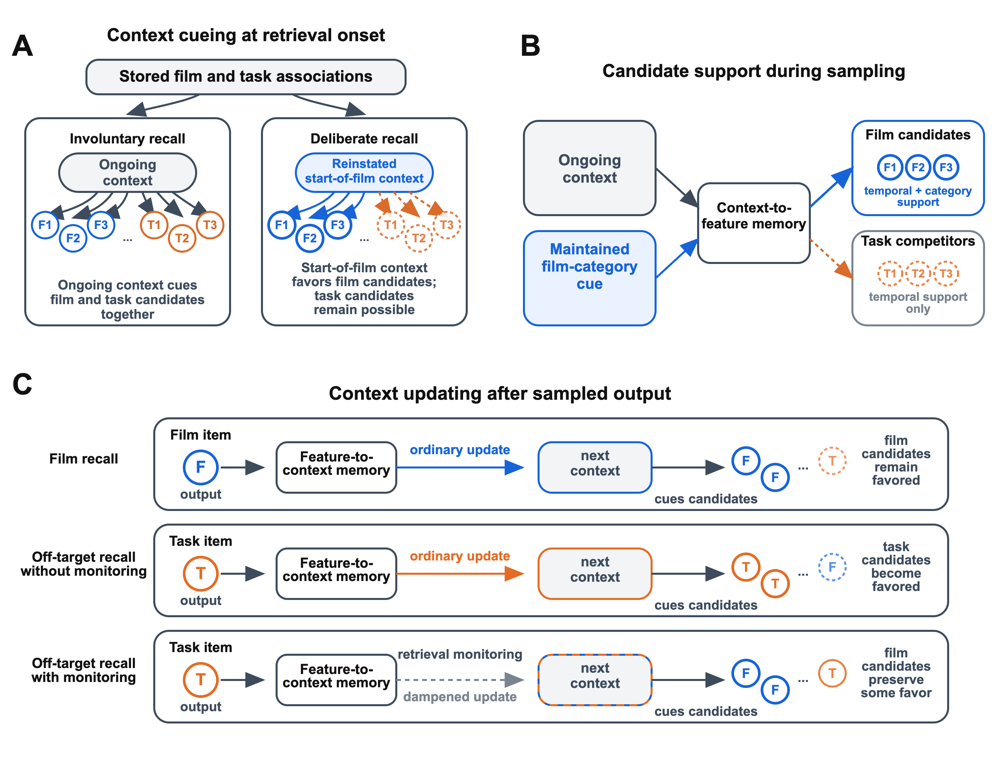 A
Context cueing at retrieval onset
Stored film and task associations
Involuntary recall
Ongoing
context
F1
F2
F3
...
T1
T2
T3
Ongoing context cues
film and task candidates
together
Deliberate recall
Reinstated
start-of-film context
F1
F2
F3
...
T1
T2
T3
Start-of-film context
favors film candidates;
task candidates
remain possible
B
Candidate support during sampling
Ongoing
context
Maintained
film-category
cue
Context-to-
feature memory
Film candidates
F1 F2 F3
temporal + category
support
Task competitors
T1 T2 T3
temporal support
only
C
Context updating after sampled output
Film recall
Film item
F
output
Feature-to-
context memory
ordinary update
next
context
cues candidates
F
F
...
T
film
candidates
remain
favored
Off-target recall
without monitoring
Task item
T
output
Feature-to-
context memory
ordinary update
next
context
cues candidates
T
T
...
F
task
candidates
become
favored
Off-target recall
with monitoring
Task item
T
output
Feature-to-
context memory
retrieval monitoring
dampened update
next
context
cues candidates
F
F
...
T
film
candidates
preserve
some favor